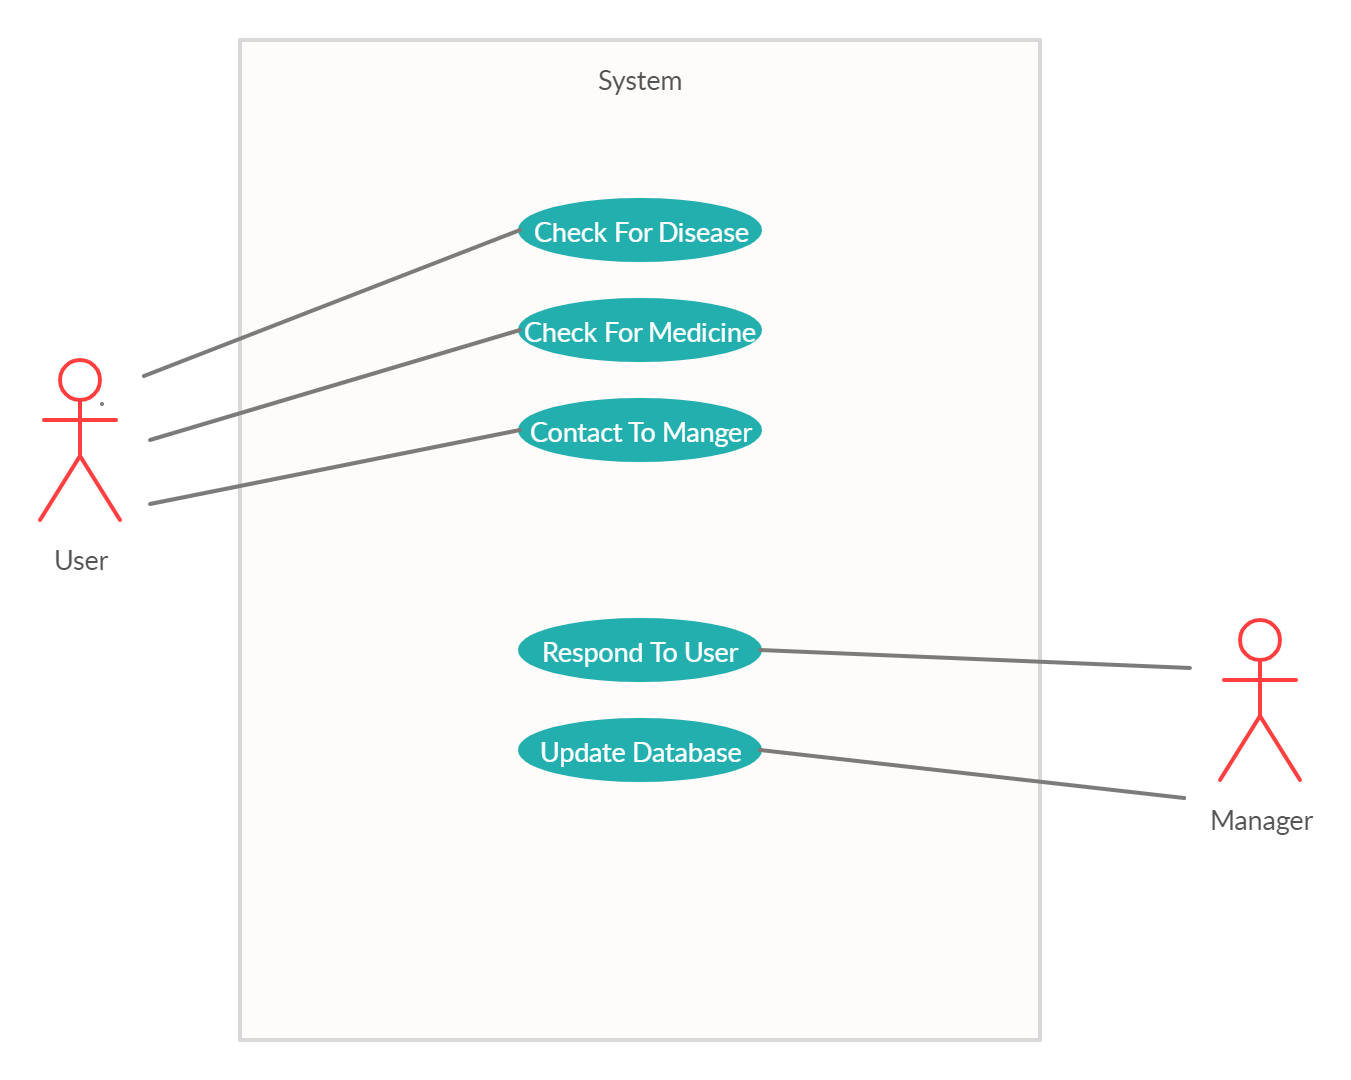 System
Check For Disease
Check For Medicine
Contact To Manger
User
Respond To User
Update Database
Manager